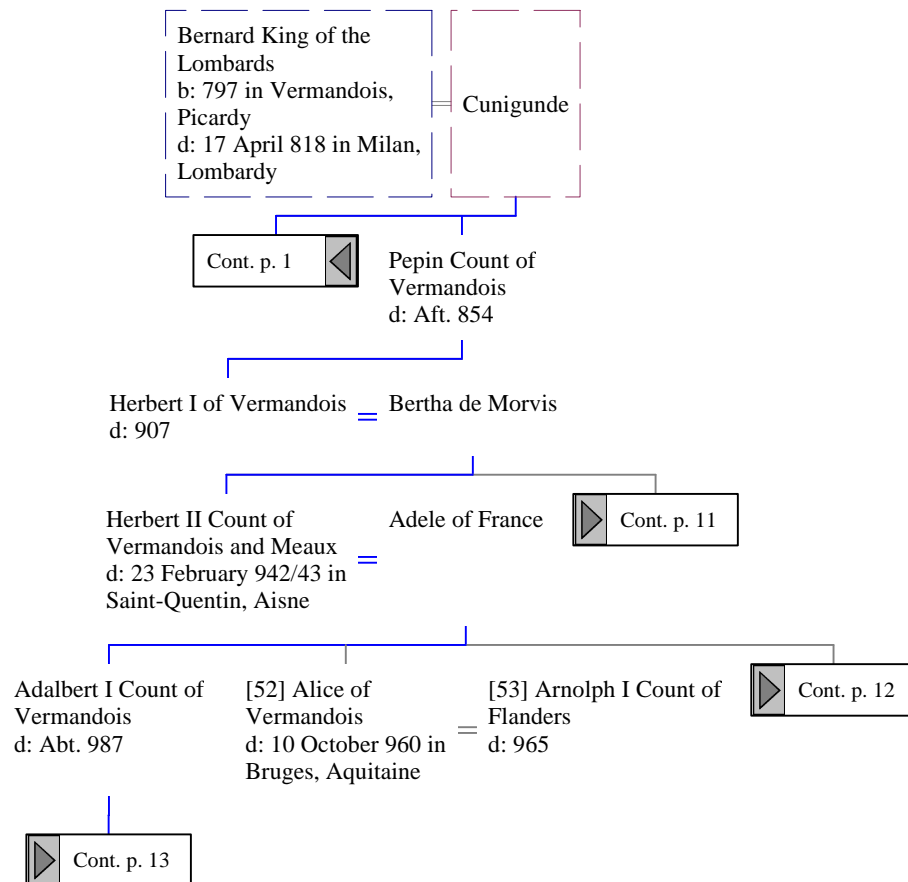 Bernard King of the
Lombards
b: 797 in Vermandois,
Picardy
d: 17 April 818 in Milan,
Lombardy
Cunigunde
Cont. p. 1
Pepin Count of
Vermandois
d: Aft. 854
Herbert I of Vermandois
d: 907
=
Bertha de Morvis
Herbert II Count of
Vermandois and Meaux
d: 23 February 942/43 in
Saint-Quentin, Aisne
=
Adele of France
Cont. p. 11
Adalbert I Count of
Vermandois
d: Abt. 987
[52] Alice of
Vermandois
d: 10 October 960 in
Bruges, Aquitaine
=
[53] Arnolph I Count of
Flanders
d: 965
Cont. p. 12
Cont. p. 13